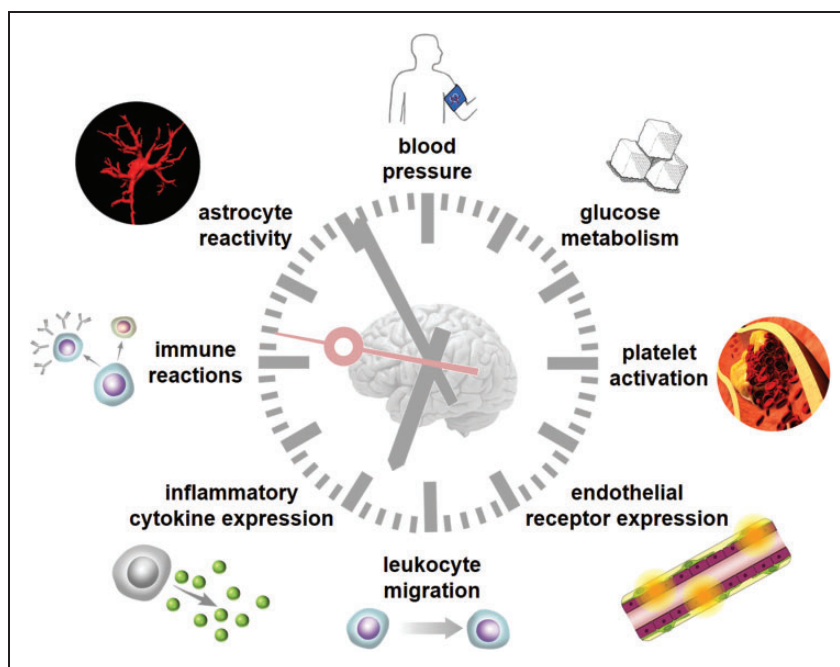 blood
pressure
glucose
metabolism
platelet
activation
endothelial
receptor expression
leukocyte
migration
inflammatory
cytokine expression
immune
reactions
astrocyte
reactivity